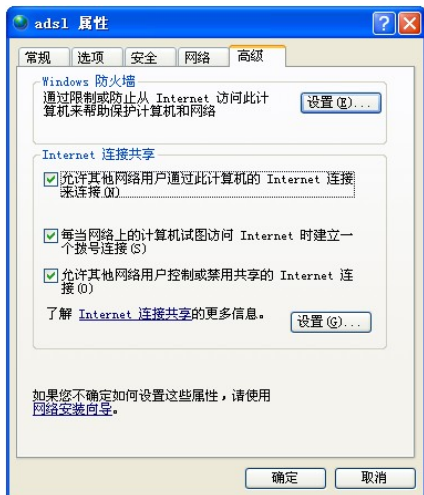 adsl 属性
常规 选项 安全 网络 高级
Windows 防火墙
通过限制或防止从 Internet 访问此计
算机来帮助保护计算机和网络
设置(E)...
Internet 连接共享
允许其他网络用户通过此计算机的 Internet 连接
来连接(N)
每当网络上的计算机试图访问 Internet 时建立一
个拨号连接(S)
允许其他网络用户控制或禁用共享的 Internet 连
接(O)
了解 Internet 连接共享的更多信息。
设置(G)...
如果您不确定如何设置这些属性，请使用
网络安装向导。
确定 取消